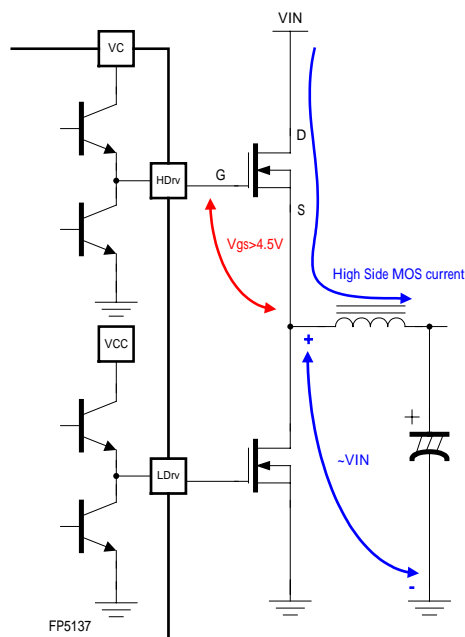 VIN
VC
D
HDrv
G
S
Vgs>4.5V
High Side MOS current
+
VCC
+
~VIN
LDrv
-
FP5137